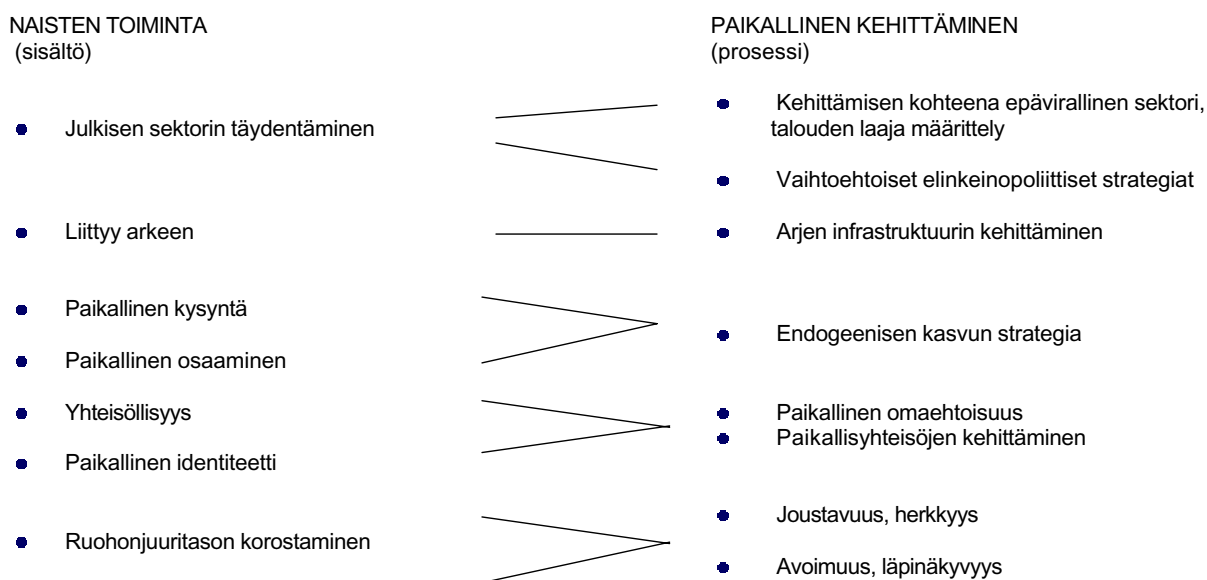 NAISTEN TOIMINTA
(sisältö)
PAIKALLINEN KEHITTÄMINEN
(prosessi)
• Julkisen sektorin täydentäminen
• Kehittämisen kohteena epävirallinen sektori,
talouden laaja määrittely
• Vaihtoehtoiset elinkeinopoliittiset strategiat
• Liittyy arkeen
• Arjen infrastruktuurin kehittäminen
• Paikallinen kysyntä
• Paikallinen osaaminen
• Endogeenisen kasvun strategia
• Yhteisöllisyys
• Paikallinen identiteetti
• Paikallinen omaehtoisuus
• Paikallisyhteisöjen kehittäminen
• Ruohonjuuritason korostaminen
• Joustavuus, herkkyys
• Avoimuus, läpinäkyvyys